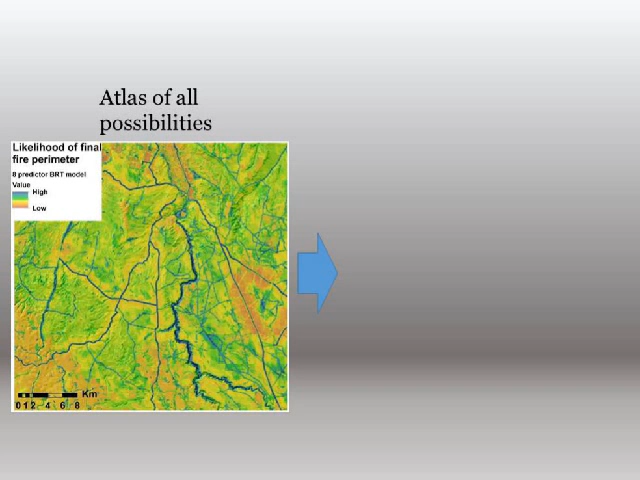 Atlas of all
possibilities
Likelihood of final
fire perimeter
8 predictor BRT model
Value
High
Low
Km
0 1 2 4 6 8